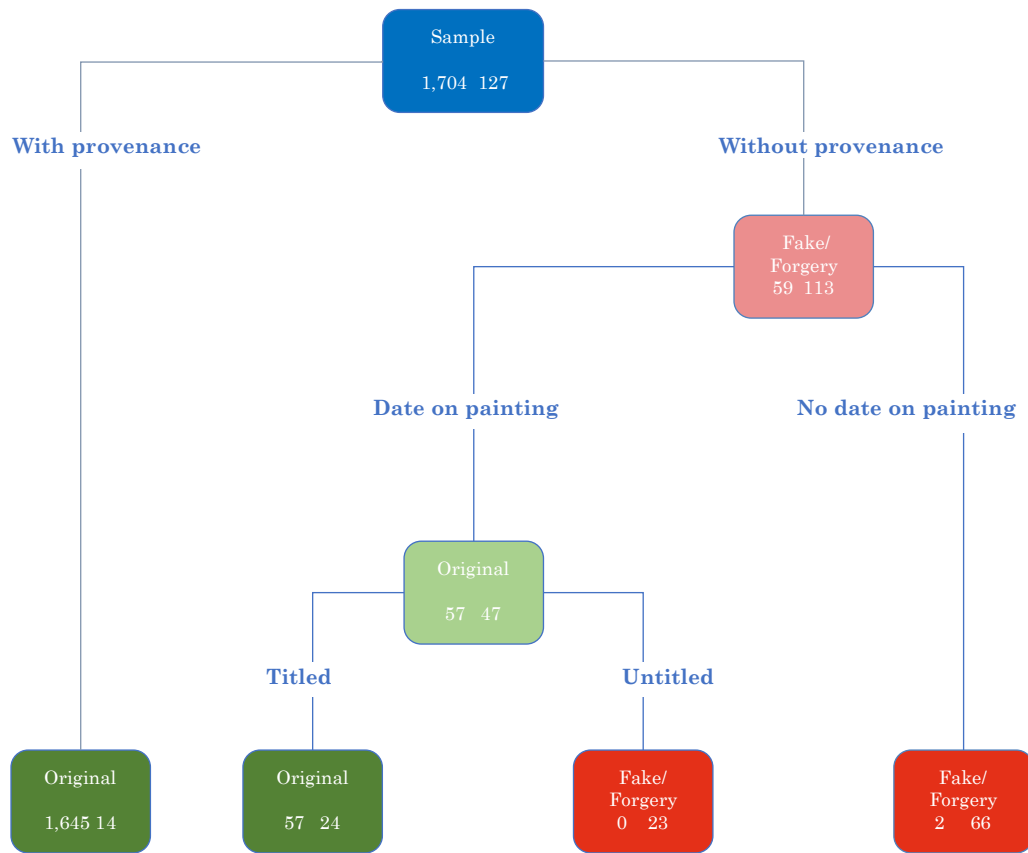 Sample
1,704 127
With provenance
Without provenance
Fake/
Forgery
59 113
Date on painting
No date on painting
Original
57 47
Titled
Untitled
Original
1,645 14
Original
57 24
Fake/
Forgery
0 23
Fake/
Forgery
2 66